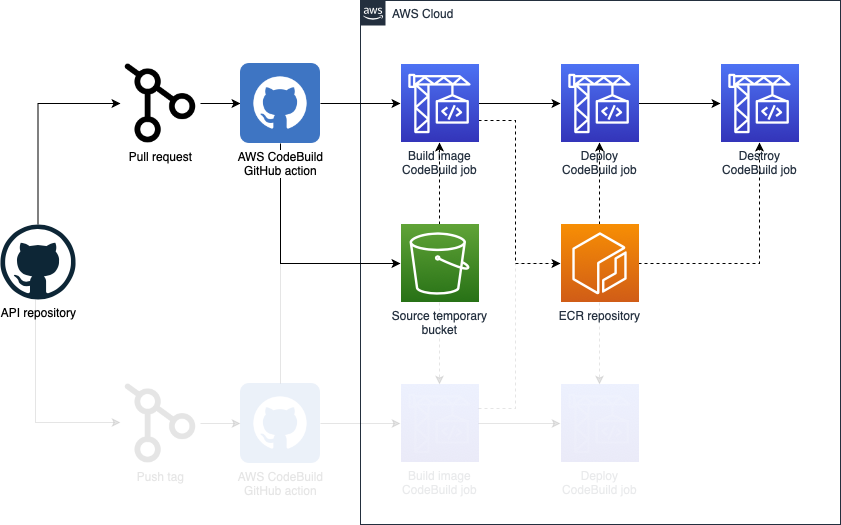 aws
AWS Cloud
Pull request
AWS CodeBuild
GitHub action
Build image
CodeBuild job
Deploy
CodeBuild job
Destroy
CodeBuild job
API repository
Source temporary
bucket
ECR repository
Push tag
AWS CodeBuild
GitHub action
Build image
CodeBuild job
Deploy
CodeBuild job